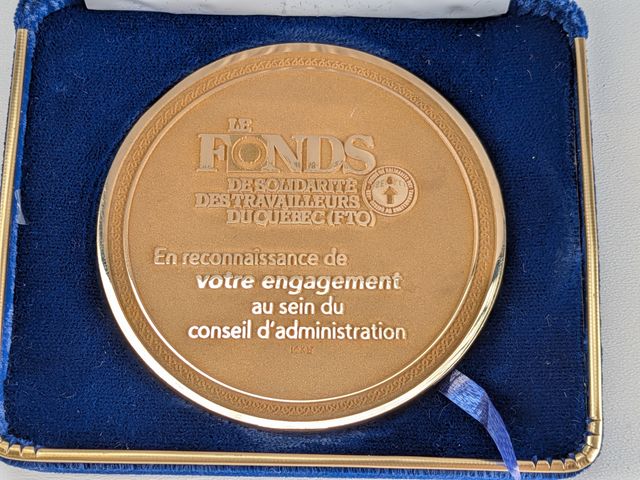 LE
FONDS
DE SOLIDARITÉ
DES TRAVAILLEURS
DU QUÉBEC (FTQ)
En reconnaissance de
votre engagement
au sein du
conseil d'administration